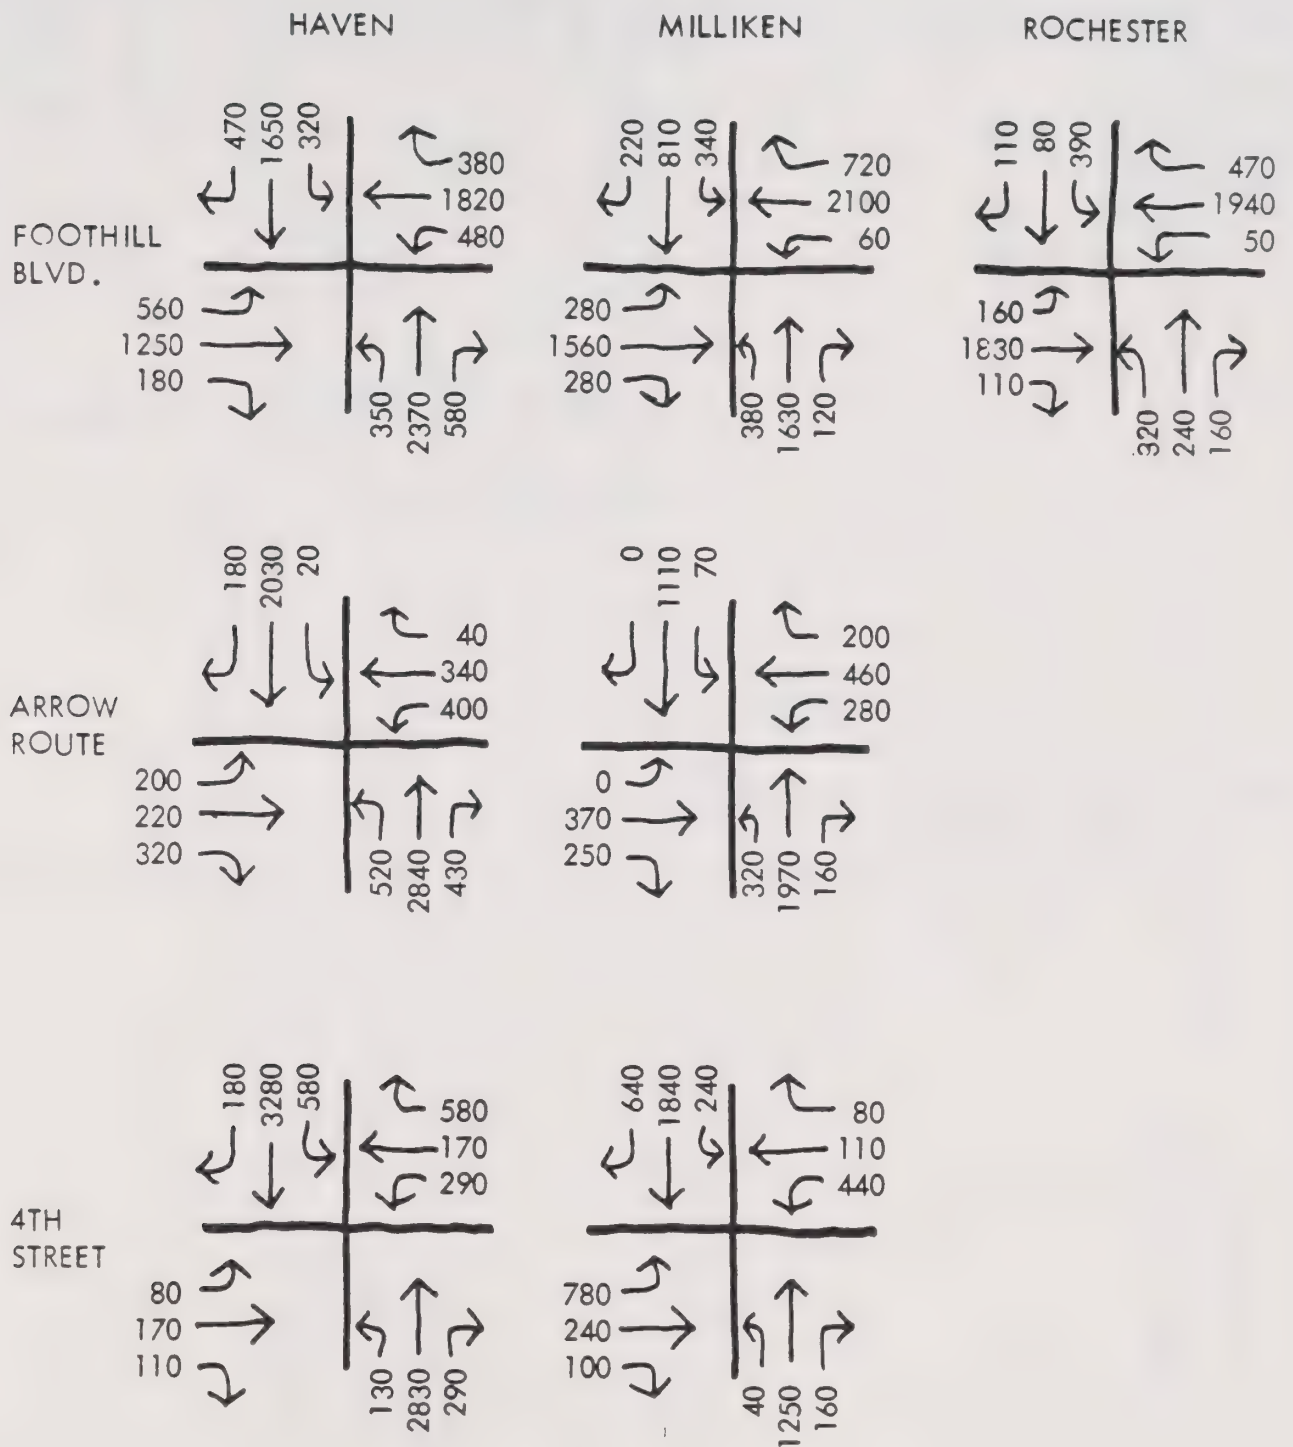 HAVEN MILLIKEN ROCHESTER
FOOTHILL
BLVD.
470 1650 320
380
1820
480
560
1250
180
350 2370 580
220 810 340
720
2100
60
280
1560
280
380 1630 120
110 80 390
470
1940
50
160
1830
110
320 240 160
ARROW
ROUTE
180 2030 20
40
340
400
200
220
320
520 2840 430
0 1110 70
200
460
280
0
370
250
320 1970 160
4TH
STREET
180 3280 580
580
170
290
80
170
110
130 2830 290
640 1840 240
80
110
440
780
240
100
40 1250 160